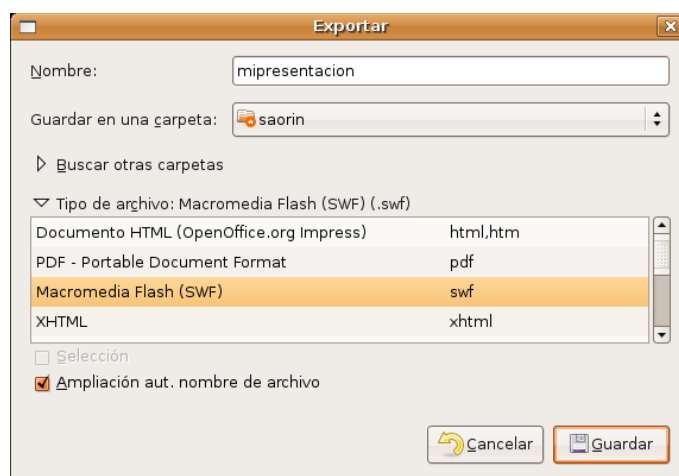 Exportar
Nombre: mipresentacion
Guardar en una carpeta: saorin
Buscar otras carpetas
Tipo de archivo: Macromedia Flash (SWF) (.swf)
Documento HTML (OpenOffice.org Impress) html,htm
PDF - Portable Document Format pdf
Macromedia Flash (SWF) swf
XHTML xhtml
Selección
Ampliación aut. nombre de archivo
Cancelar Guardar